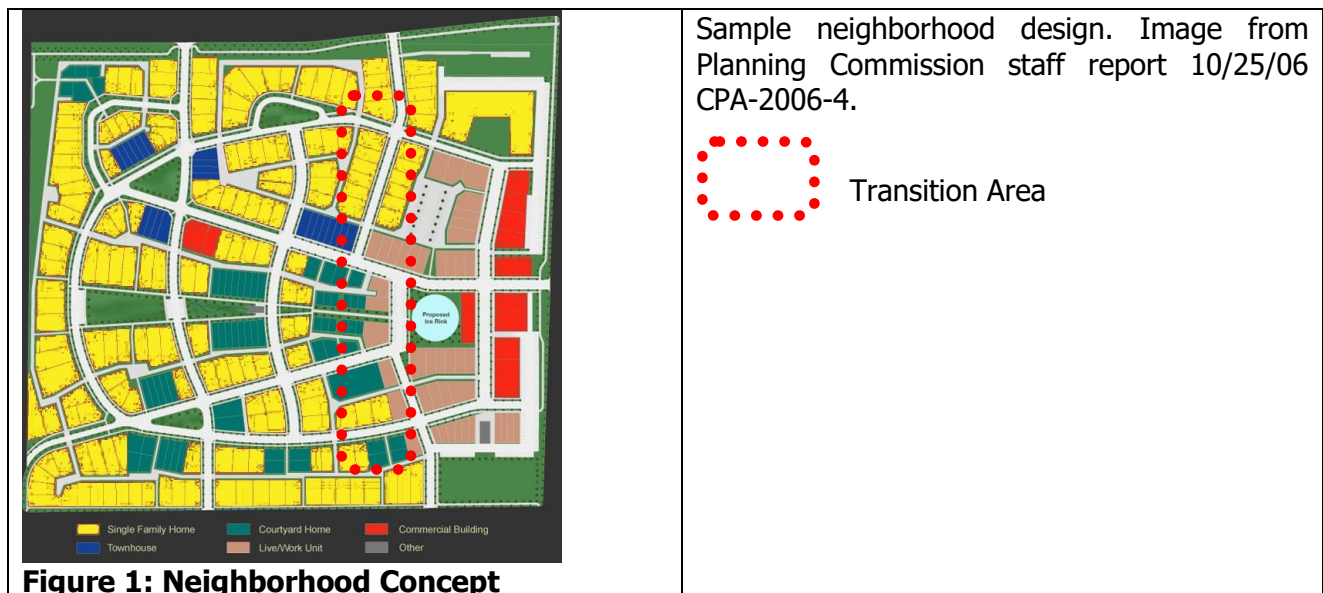 Proposed
Ice Rink
Single Family Home
Courtyard Home
Commercial Building
Townhouse
Live/Work Unit
Other
Figure 1: Neighborhood Concept
Sample neighborhood design. Image from
Planning Commission staff report 10/25/06
CPA-2006-4.
Transition Area